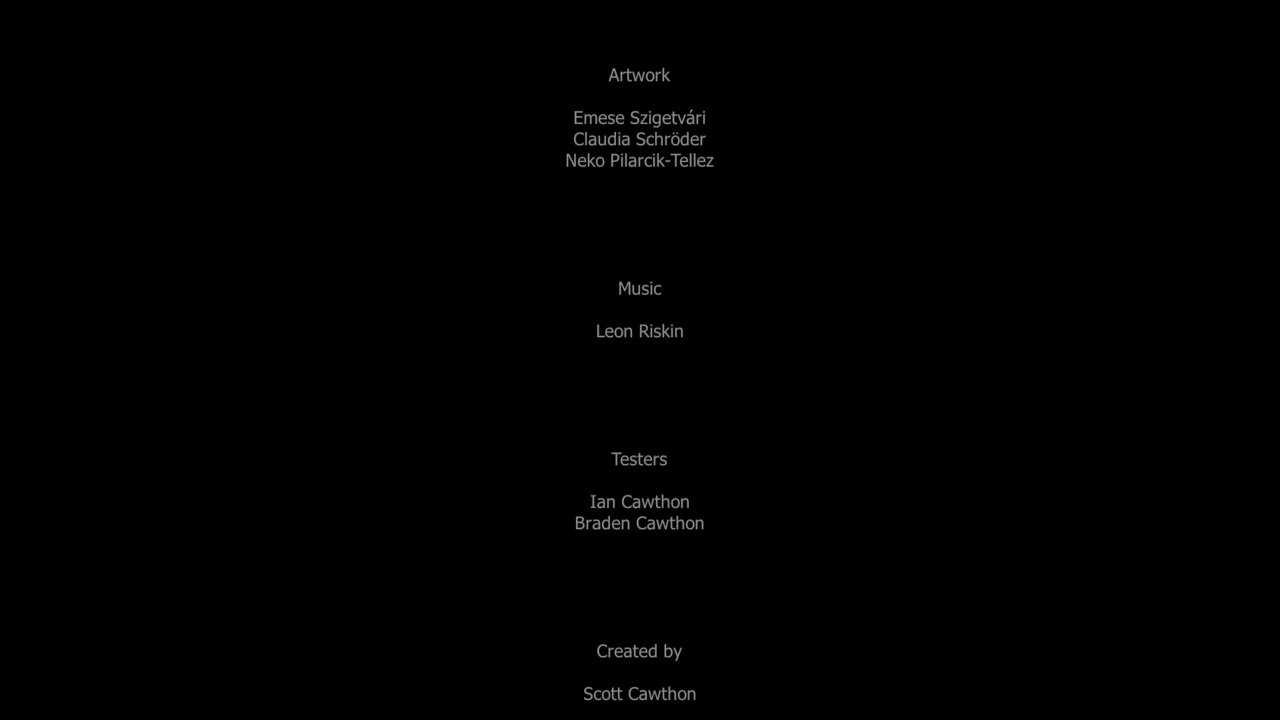 Artwork
Emese Szigetvári
Claudia Schröder
Neko Pilarcik-Tellez
Music
Leon Riskin
Testers
Ian Cawthon
Braden Cawthon
Created by
Scott Cawthon